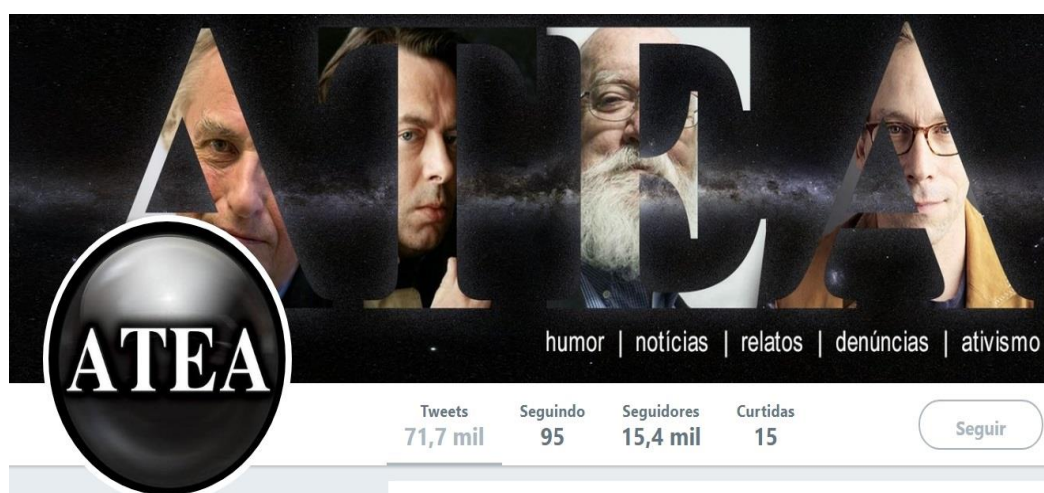 ATEA
humor | notícias | relatos | denúncias | ativismo
ATEA
Tweets Seguindo Seguidores Curtidas
71,7 mil 95 15,4 mil 15
Seguir